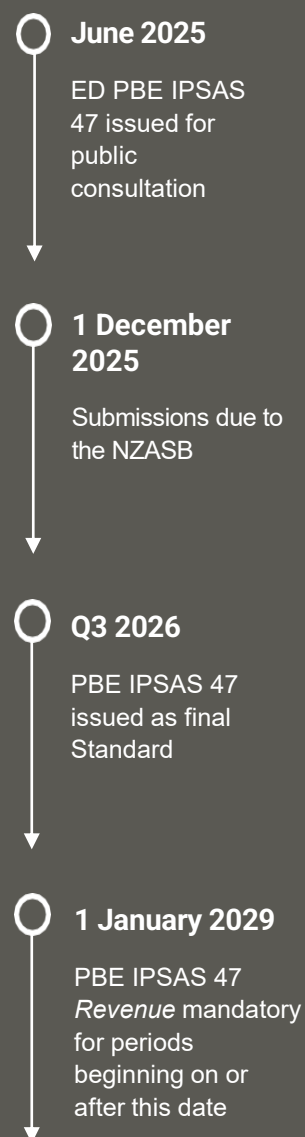 June 2025
ED PBE IPSAS
47 issued for
public
consultation
1 December
2025
Submissions due to
the NZASB
Q3 2026
PBE IPSAS 47
issued as final
Standard
1 January 2029
PBE IPSAS 47
Revenue mandatory
for periods
beginning on or
after this date